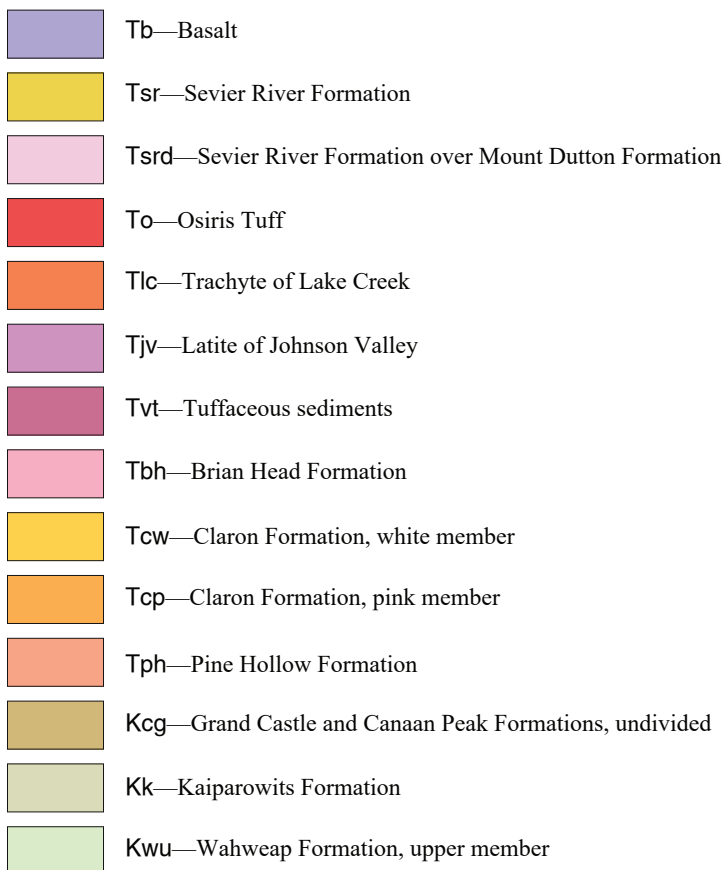 Tb—Basalt
Tsr—Sevier River Formation
Tsrd—Sevier River Formation over Mount Dutton Formation
To—Osiris Tuff
Tlc—Trachyte of Lake Creek
Tjv—Latite of Johnson Valley
Tvt—Tuffaceous sediments
Tbh—Brian Head Formation
Tcw—Claron Formation, white member
Tcp—Claron Formation, pink member
Tph—Pine Hollow Formation
Kcg—Grand Castle and Canaan Peak Formations, undivided
Kk—Kaiparowits Formation
Kwu—Wahweap Formation, upper member